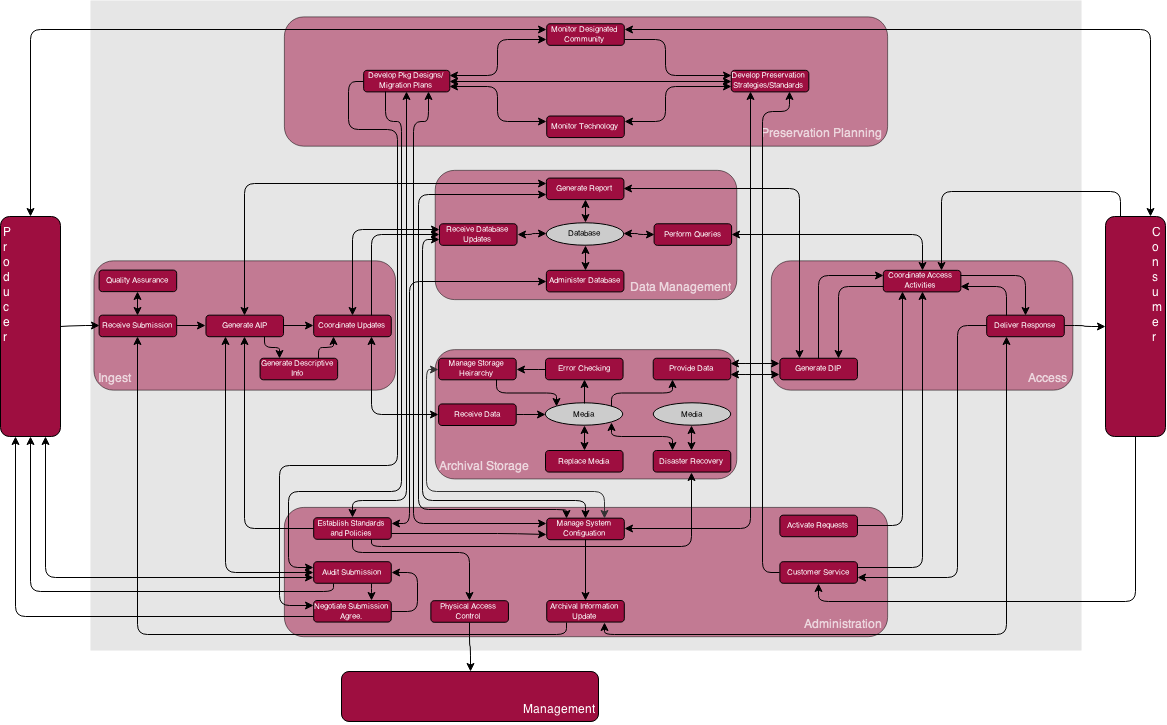 Monitor Designated
Community
Develop Pkg Designs/
Migration Plans
Develop Preservation
Strategies/Standards
Monitor Technology
Preservation Planning
Generate Report
Receive Database
Updates
Database
Perform Queries
Administer Database
Data Management
Producer
Consumer
Quality Assurance
Receive Submission
Generate AIP
Coordinate Updates
Generate Descriptive
Info
Ingest
Coordinate Access
Activities
Deliver Response
Generate DIP
Access
Manage Storage
Heirarchy
Error Checking
Provide Data
Receive Data
Media
Media
Replace Media
Disaster Recovery
Archival Storage
Establish Standards
and Policies
Manage System
Configuation
Activate Requests
Audit Submission
Customer Service
Negotiate Submission
Agree.
Physical Access
Control
Archival Information
Update
Administration
Management